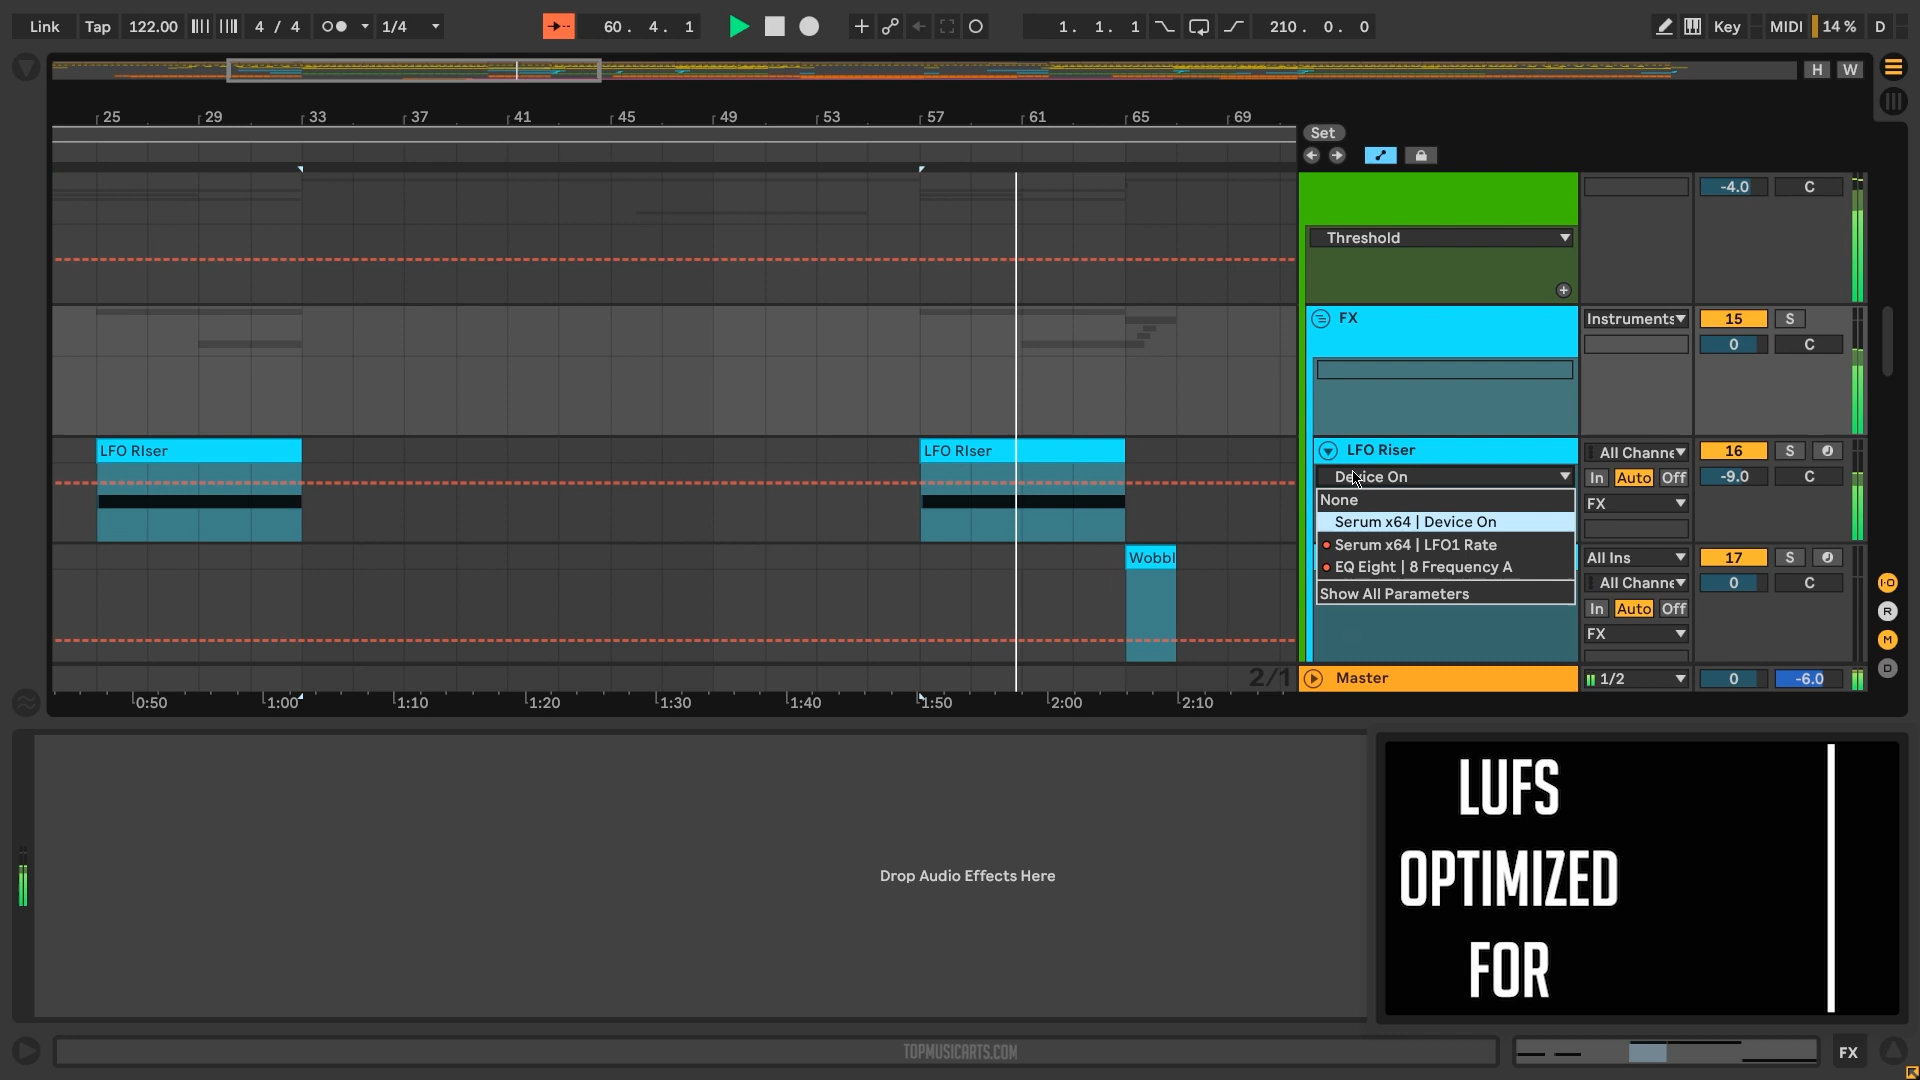 Link Tap 122.00 4 / 4 1/4 60. 4. 1 1. 1. 1 210. 0. 0 Key MIDI 14 % D
H W
25 29 33 37 41 45 49 53 57 61 65 69
Set
-4.0 C
Threshold
FX Instruments 15 S
0 C
LFO RIser LFO RIser LFO Riser All Channe 16 S
Device On In Auto Off -9.0 C
None
FX
Serum x64 | Device On
Serum x64 | LFO1 Rate
EQ Eight | 8 Frequency A
Show All Parameters
Wobbl All Ins 17 S
All Channe 0 C
In Auto Off
FX
I·O
R
M
D
2/1 Master 1/2 0 -6.0
0:50 1:00 1:10 1:20 1:30 1:40 1:50 2:00 2:10
Drop Audio Effects Here
LUFS
OPTIMIZED
FOR
TOPMUSICARTS.COM
FX